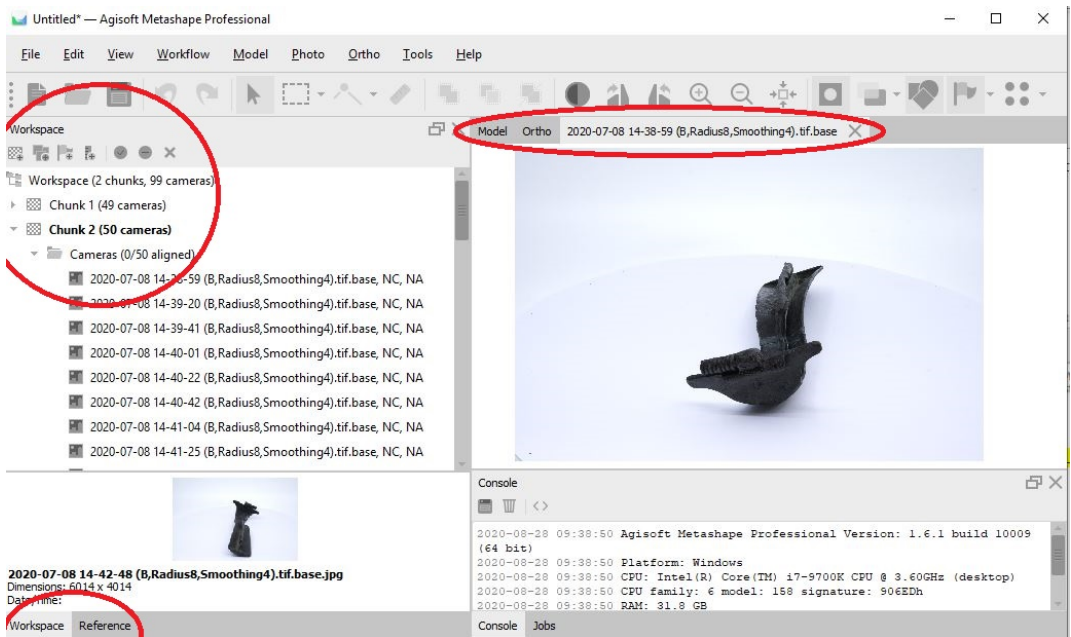 Untitled* — Agisoft Metashape Professional
File Edit View Workflow Model Photo Ortho Tools Help
Workspace
Workspace (2 chunks, 99 cameras)
Chunk 1 (49 cameras)
Chunk 2 (50 cameras)
Cameras (0/50 aligned)
2020-07-08 14-38-59 (B,Radius8,Smoothing4).tif.base, NC, NA
2020-07-08 14-39-20 (B,Radius8,Smoothing4).tif.base, NC, NA
2020-07-08 14-39-41 (B,Radius8,Smoothing4).tif.base, NC, NA
2020-07-08 14-40-01 (B,Radius8,Smoothing4).tif.base, NC, NA
2020-07-08 14-40-22 (B,Radius8,Smoothing4).tif.base, NC, NA
2020-07-08 14-40-42 (B,Radius8,Smoothing4).tif.base, NC, NA
2020-07-08 14-41-04 (B,Radius8,Smoothing4).tif.base, NC, NA
2020-07-08 14-41-25 (B,Radius8,Smoothing4).tif.base, NC, NA
2020-07-08 14-42-48 (B,Radius8,Smoothing4).tif.base.jpg
Dimensions: 6014 x 4014
Date/Time:
Workspace Reference
Model Ortho 2020-07-08 14-38-59 (B,Radius8,Smoothing4).tif.base
Console
2020-08-28 09:38:50 Agisoft Metashape Professional Version: 1.6.1 build 10009
(64 bit)
2020-08-28 09:38:50 Platform: Windows
2020-08-28 09:38:50 CPU: Intel(R) Core(TM) i7-9700K CPU @ 3.60GHz (desktop)
2020-08-28 09:38:50 CPU family: 6 model: 158 signature: 906EDh
2020-08-28 09:38:50 RAM: 31.8 GB
Console Jobs